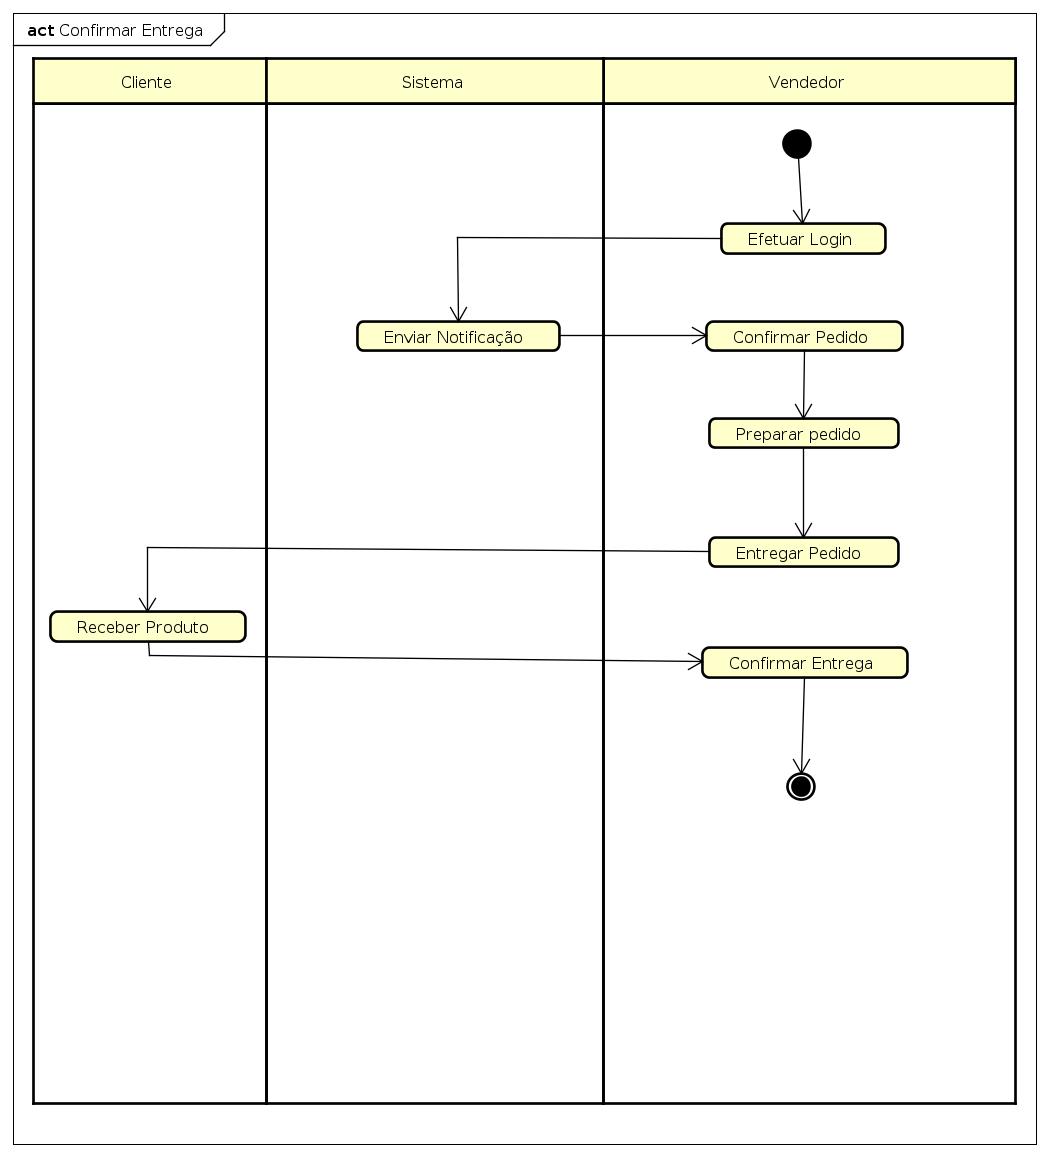 act Confirmar Entrega
Cliente
Sistema
Vendedor
Efetuar Login
Enviar Notificação
Confirmar Pedido
Preparar pedido
Entregar Pedido
Receber Produto
Confirmar Entrega